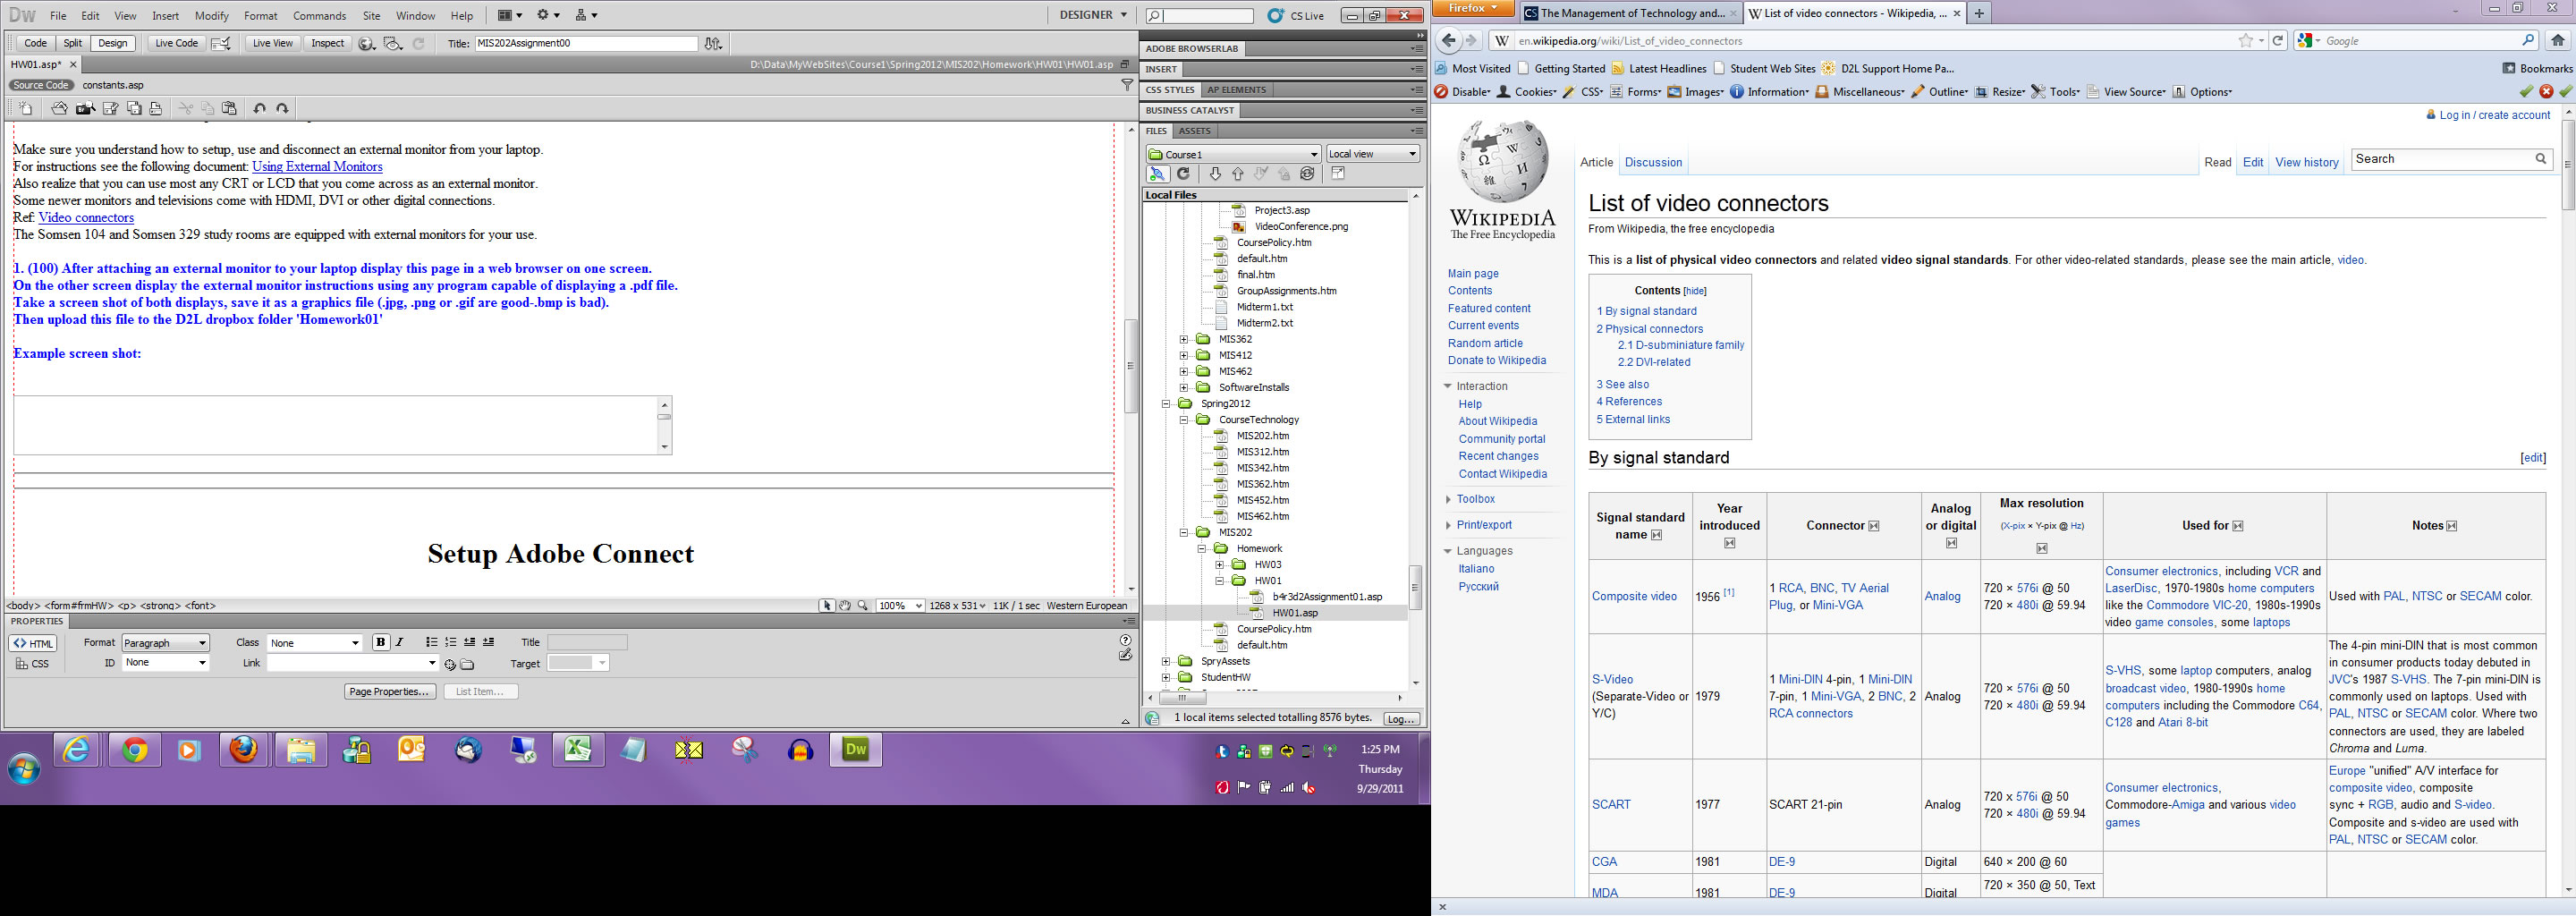 Dw File Edit View Insert Modify Format Commands Site Window Help DESIGNER CS Live
Code Split Design Live Code Live View Inspect Title: MIS202Assignment00
HW01.asp* D:\Data\MyWebSites\Course1\Spring2012\MIS202\Homework\HW01\HW01.asp
Source Code constants.asp
Make sure you understand how to setup, use and disconnect an external monitor from your laptop.
For instructions see the following document: Using External Monitors
Also realize that you can use most any CRT or LCD that you come across as an external monitor.
Some newer monitors and televisions come with HDMI, DVI or other digital connections.
Ref: Video connectors
The Somsen 104 and Somsen 329 study rooms are equipped with external monitors for your use.
1. (100) After attaching an external monitor to your laptop display this page in a web browser on one screen.
On the other screen display the external monitor instructions using any program capable of displaying a .pdf file.
Take a screen shot of both displays, save it as a graphics file (.jpg, .png or .gif are good-.bmp is bad).
Then upload this file to the D2L dropbox folder 'Homework01'
Example screen shot:
Setup Adobe Connect
<body> <form#frmHW> <p> <strong> <font> 100% 1268 x 531 11K / 1 sec Western European
PROPERTIES
HTML Format Paragraph Class None B I Title
CSS ID None Link Target
Page Properties... List Item...
ADOBE BROWSERLAB
INSERT
CSS STYLES AP ELEMENTS
BUSINESS CATALYST
FILES ASSETS
Course1 Local view
Local Files
Project3.asp
VideoConference.png
CoursePolicy.htm
default.htm
final.htm
GroupAssignments.htm
Midterm1.txt
Midterm2.txt
MIS362
MIS412
MIS462
SoftwareInstalls
Spring2012
CourseTechnology
MIS202.htm
MIS312.htm
MIS342.htm
MIS362.htm
MIS452.htm
MIS462.htm
MIS202
Homework
HW03
HW01
b4r3d2Assignment01.asp
HW01.asp
CoursePolicy.htm
default.htm
SpryAssets
StudentHW
1 local items selected totalling 8576 bytes. Log...
Dw
1:25 PM
Thursday
9/29/2011
Firefox CS The Management of Technology and... W List of video connectors - Wikipedia, ...
W en.wikipedia.org/wiki/List_of_video_connectors Google
Most Visited Getting Started Latest Headlines Student Web Sites D2L Support Home Pa... Bookmarks
Disable Cookies CSS Forms Images Information Miscellaneous Outline Resize Tools View Source Options
Log in / create account
Article Discussion Read Edit View history Search
WIKIPEDIA
The Free Encyclopedia
Main page
Contents
Featured content
Current events
Random article
Donate to Wikipedia
Interaction
Help
About Wikipedia
Community portal
Recent changes
Contact Wikipedia
Toolbox
Print/export
Languages
Italiano
Русский
List of video connectors
From Wikipedia, the free encyclopedia
This is a list of physical video connectors and related video signal standards. For other video-related standards, please see the main article, video.
Contents [hide]
1 By signal standard
2 Physical connectors
2.1 D-subminiature family
2.2 DVI-related
3 See also
4 References
5 External links
By signal standard [edit]
Signal standard name
Year introduced
Connector
Analog or digital
Max resolution
(X-pix × Y-pix @ Hz)
Used for
Notes
Composite video
1956 [1]
1 RCA, BNC, TV Aerial
Plug, or Mini-VGA
Analog
720 × 576i @ 50
720 × 480i @ 59.94
Consumer electronics, including VCR and
LaserDisc, 1970-1980s home computers
like the Commodore VIC-20, 1980s-1990s
video game consoles, some laptops
Used with PAL, NTSC or SECAM color.
S-Video
(Separate-Video or
Y/C)
1979
1 Mini-DIN 4-pin, 1 Mini-DIN
7-pin, 1 Mini-VGA, 2 BNC, 2
RCA connectors
Analog
720 × 576i @ 50
720 × 480i @ 59.94
S-VHS, some laptop computers, analog
broadcast video, 1980-1990s home
computers including the Commodore C64,
C128 and Atari 8-bit
The 4-pin mini-DIN that is most common
in consumer products today debuted in
JVC's 1987 S-VHS. The 7-pin mini-DIN is
commonly used on laptops. Used with
PAL, NTSC or SECAM color. Where two
connectors are used, they are labeled
Chroma and Luma.
SCART
1977
SCART 21-pin
Analog
720 x 576i @ 50
720 × 480i @ 59.94
Consumer electronics,
Commodore-Amiga and various video
games
Europe "unified" A/V interface for
composite video, composite
sync + RGB, audio and S-video.
Composite and s-video are used with
PAL, NTSC or SECAM color.
CGA 1981 DE-9 Digital 640 × 200 @ 60
MDA 1981 DE-9 Digital 720 × 350 @ 50, Text